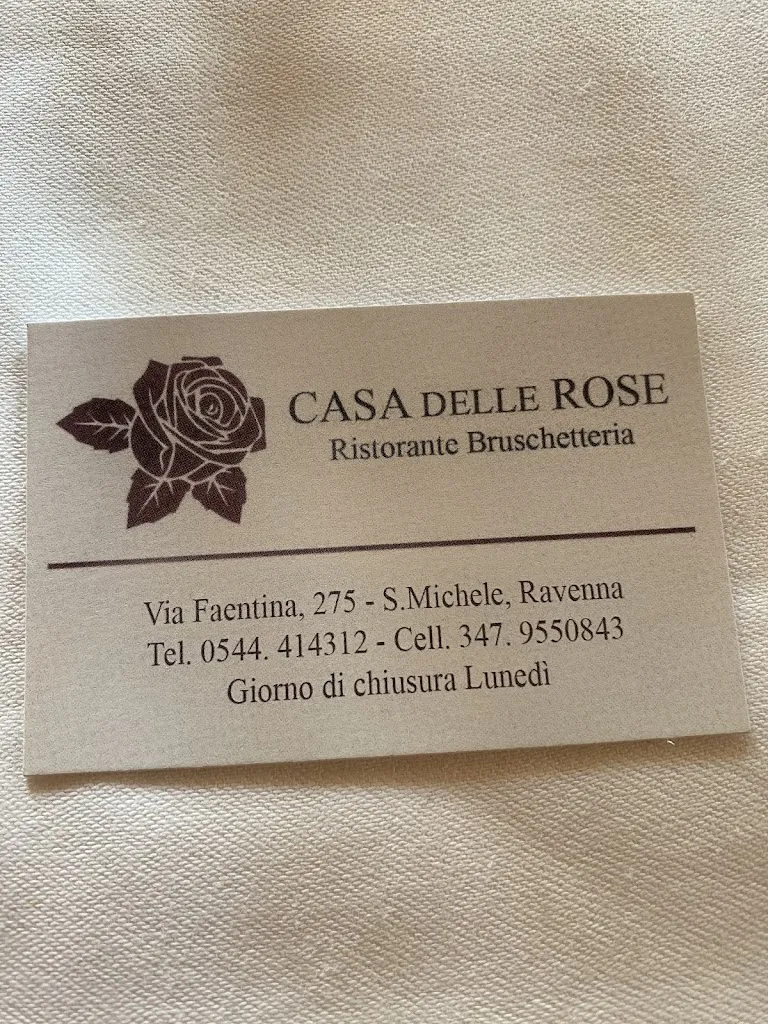 CASA DELLE ROSE
Ristorante Bruschetteria
Via Faentina, 275 - S.Michele, Ravenna
Tel. 0544. 414312 - Cell. 347. 9550843
Giorno di chiusura Lunedì